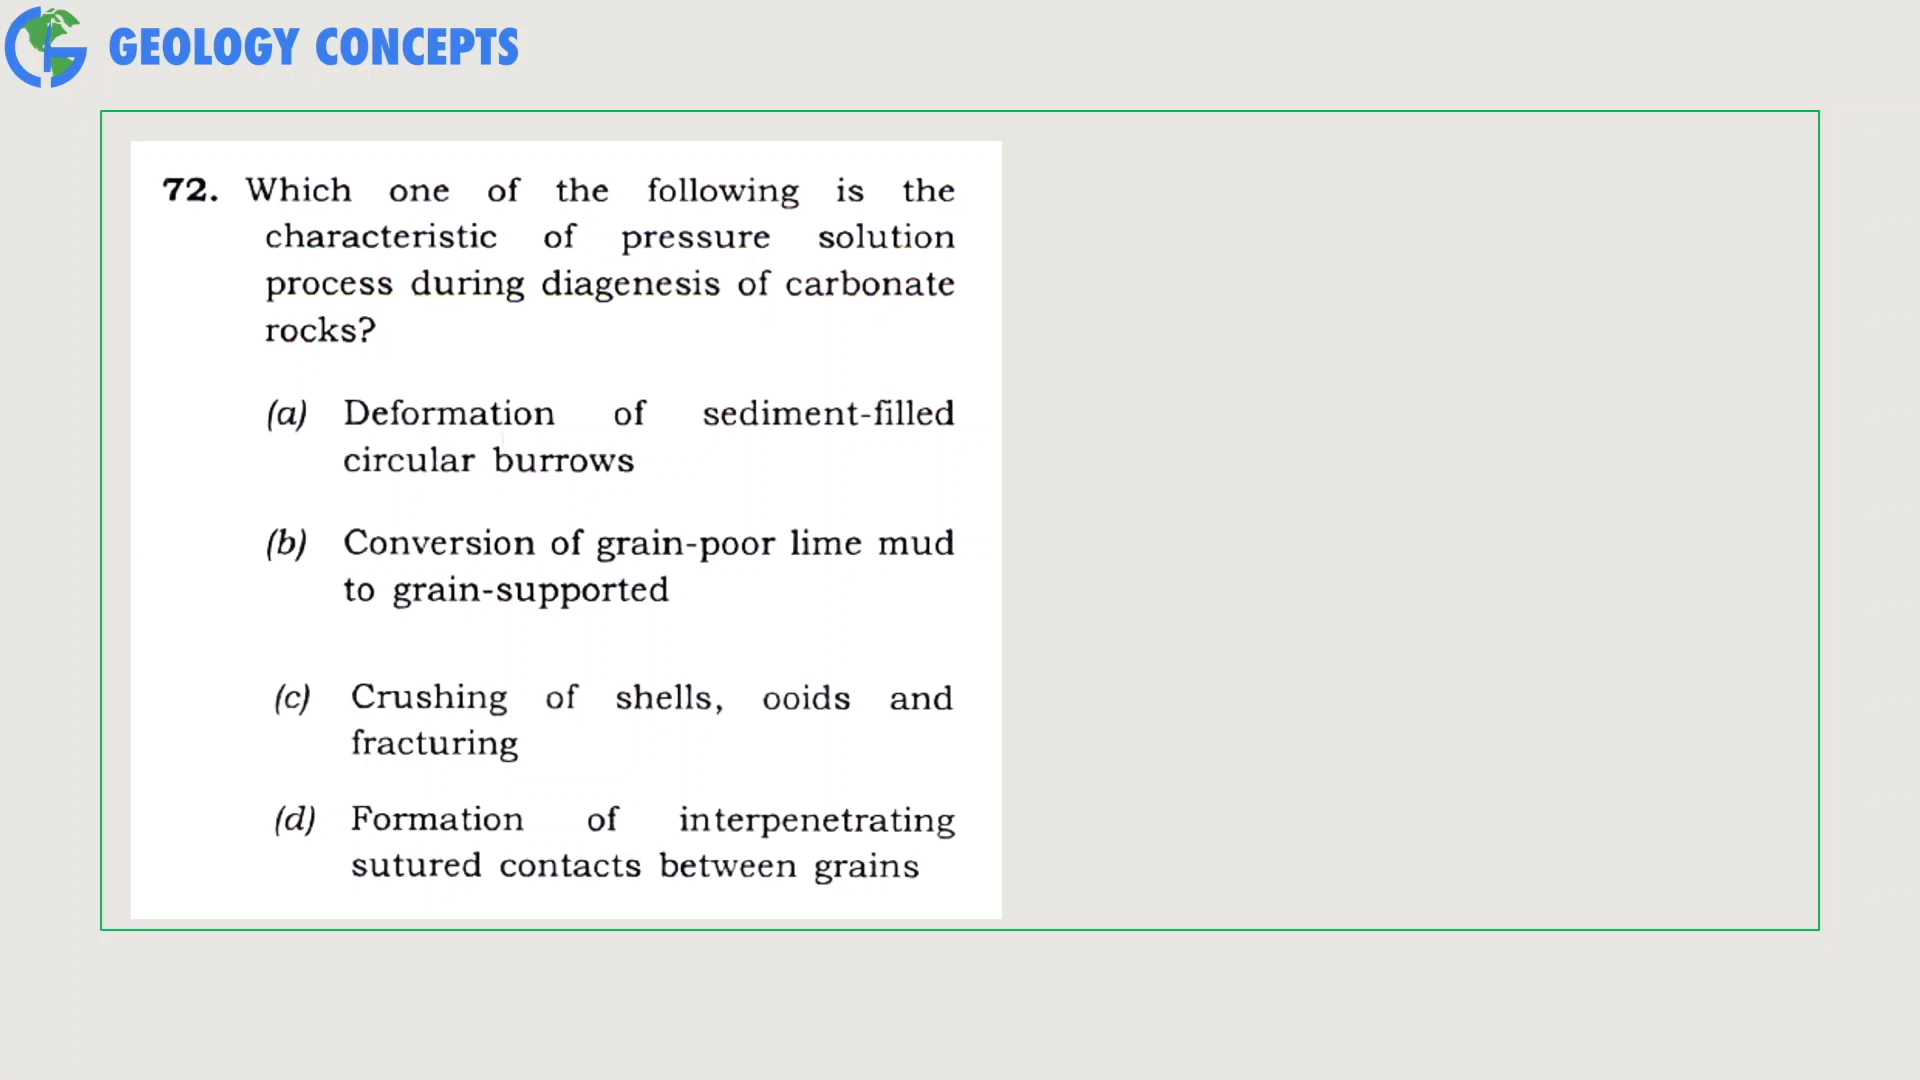 GEOLOGY CONCEPTS
72. Which one of the following is the
characteristic of pressure solution
process during diagenesis of carbonate
rocks?
(a) Deformation of sediment-filled
circular burrows
(b) Conversion of grain-poor lime mud
to grain-supported
(c) Crushing of shells, ooids and
fracturing
(d) Formation of interpenetrating
sutured contacts between grains